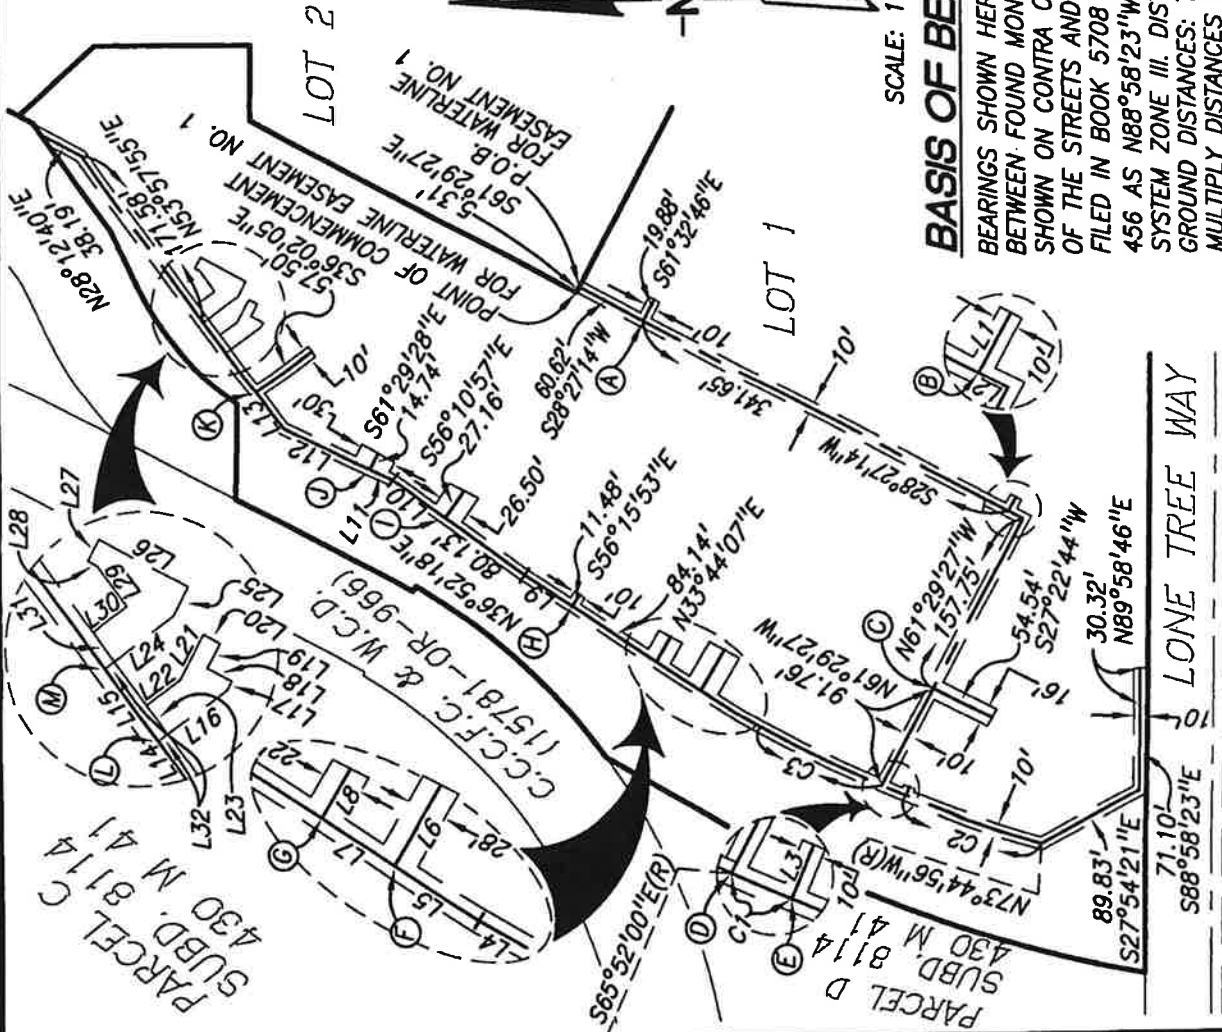 PARCEL C
SUBD. 8114
430 M 41
L28
L27
L31
L26
L29
L30
M
L24
L25
L15
L22
L21
L20
L14
L
L16
L19
L18
L17
L23
L32
22'
G
L8
L7
L6
L5
28'
F
L4
C.C.C.F.C. & W.C.D.
(15781-OR-966)
N28°12'40"E
38.19'
171.58'
N53°57'55"E
57.50'
S36°02'05"E
POINT OF COMMENCEMENT
FOR WATERLINE EASEMENT NO. 1
5.31'
S61°29'27"E
P.O.B.
FOR WATERLINE
EASEMENT NO. 1
LOT 2
-N
K
L13
10'
L12
30'
J
S61°29'28"E
14.74'
L11
S56°10'57"E
27.16'
L10
I
26.50'
N36°52'18"E
80.13'
L9
11.48'
S56°15'53"E
H
10'
84.14'
N33°44'07"E
60.62'
S28°27'14"W
A
19.88'
S61°32'46"E
10'
341.65'
S28°27'14"W
10'
LOT 1
B
L1
L2
10'
C
N61°29'27"W
157.75'
91.76'
N61°29'27"W
54.54'
S27°22'44"W
16'
10'
C3
10'
C2
N73°44'56"W(R)
S65°52'00"E(R)
D
C1
L3
E
10'
PARCEL D
SUBD. 8114
430 M 41
89.83'
S27°54'21"E
71.10'
S88°58'23"E
30.32'
N89°58'46"E
10'
LONE TREE WAY
SCALE: 1
BASIS OF BE
BEARINGS SHOWN HER
BETWEEN FOUND MON
SHOWN ON CONTRA C
OF THE STREETS AND
FILED IN BOOK 5708
456 AS N88°58'23"W
SYSTEM ZONE III. DIS
GROUND DISTANCES:
MULTIPLY DISTANCES